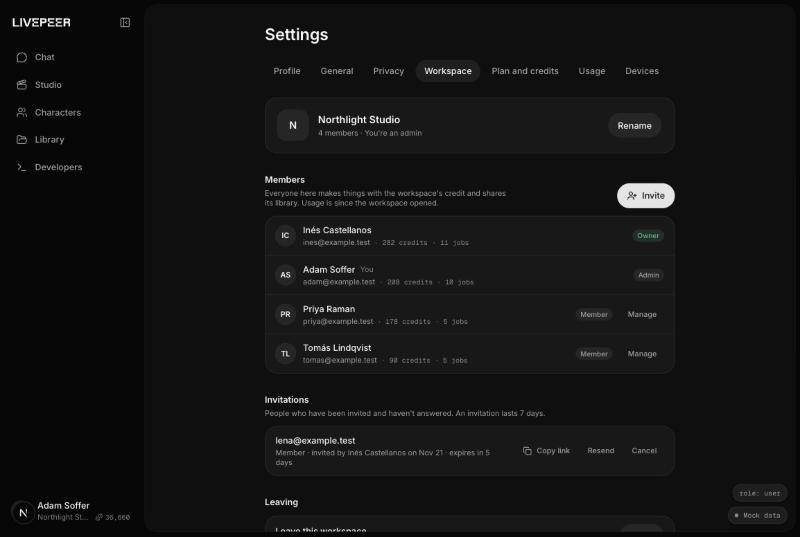 LIVEPEER
Chat
Studio
Characters
Library
Developers
Settings
Profile General Privacy Workspace Plan and credits Usage Devices
N
Northlight Studio
4 members · You're an admin
Rename
Members
Everyone here makes things with the workspace's credit and shares
its library. Usage is since the workspace opened.
Invite
IC
Inés Castellanos
ines@example.test · 282 credits · 11 jobs
Owner
AS
Adam Soffer You
adam@example.test · 208 credits · 10 jobs
Admin
PR
Priya Raman
priya@example.test · 178 credits · 5 jobs
Member Manage
TL
Tomás Lindqvist
tomas@example.test · 90 credits · 5 jobs
Member Manage
Invitations
People who have been invited and haven't answered. An invitation lasts 7 days.
lena@example.test
Member · invited by Inés Castellanos on Nov 21 · expires in 5
days
Copy link Resend Cancel
Leaving
Leave this workspace
N
Adam Soffer
Northlight St... 36,660
role: user
Mock data